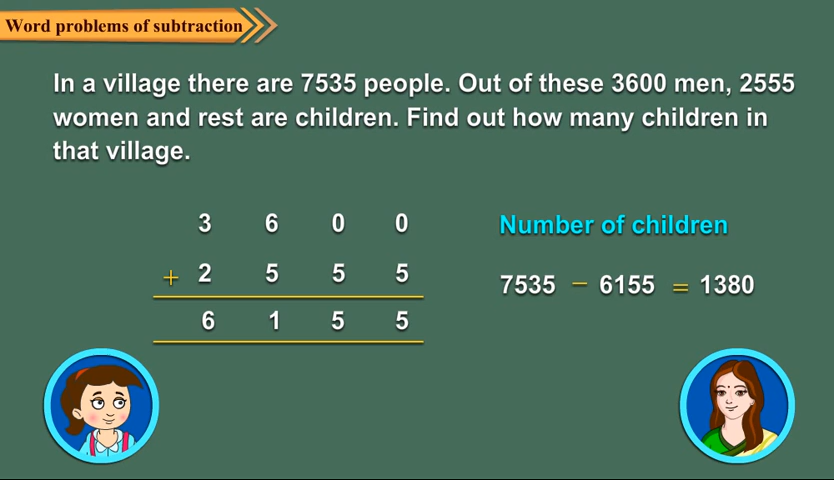 Word problems of subtraction
In a village there are 7535 people. Out of these 3600 men, 2555
women and rest are children. Find out how many children in
that village.
3 6 0 0
+ 2 5 5 5
6 1 5 5
Number of children
7535 − 6155 = 1380